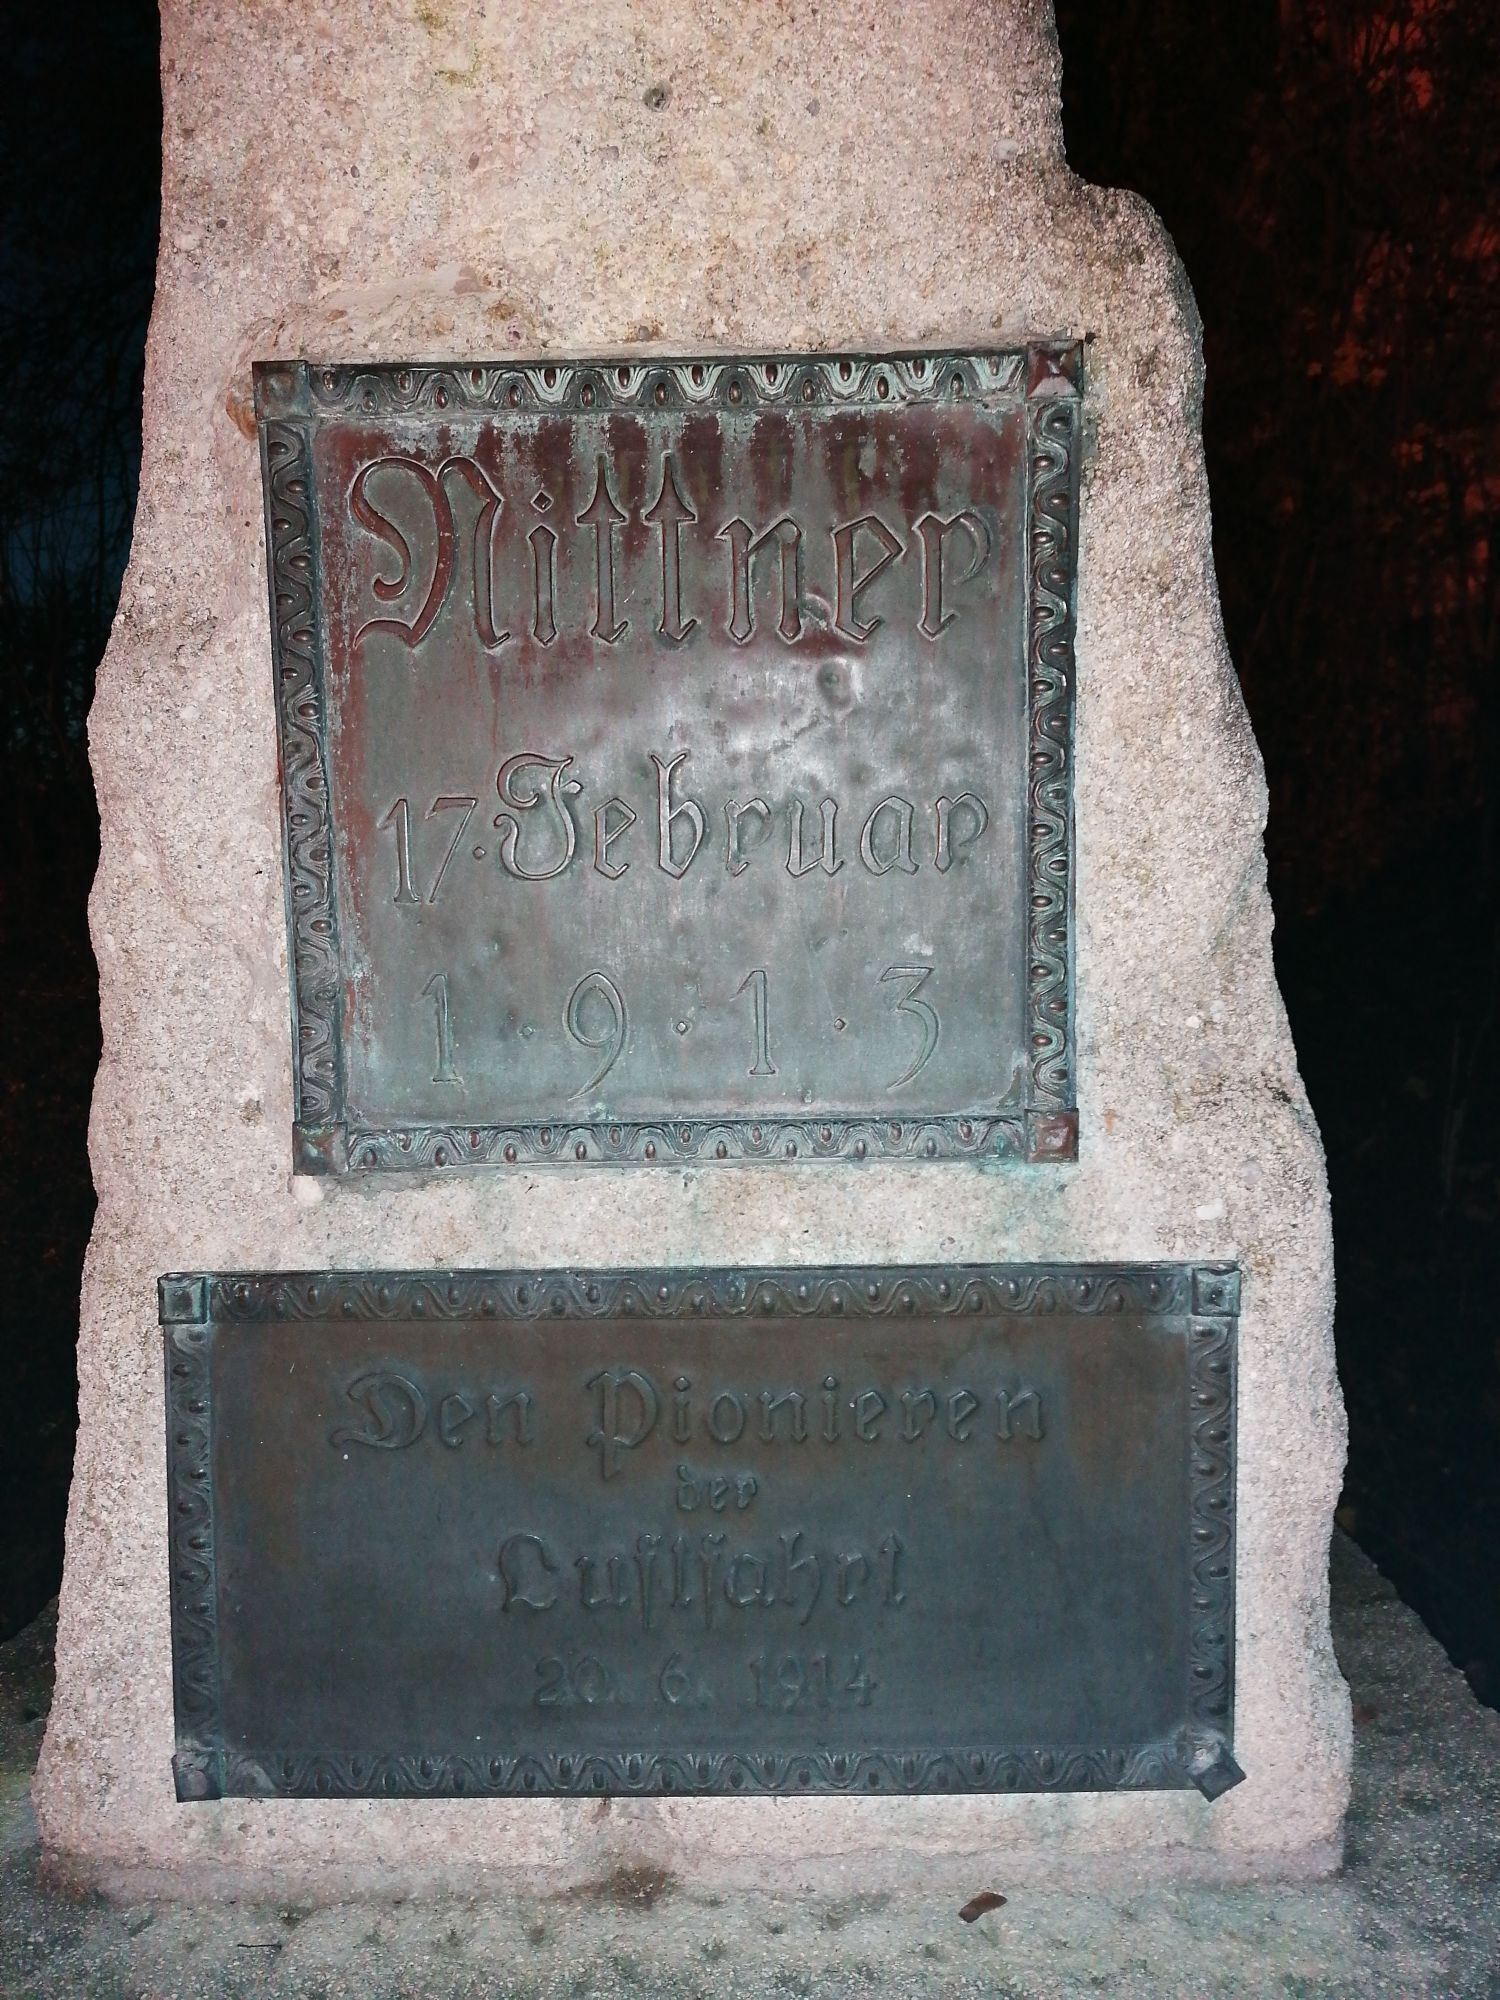 Nittner
17. Februar
1·9·1·3
Den Pionieren
der
Luftfahrt
20. 6. 1914